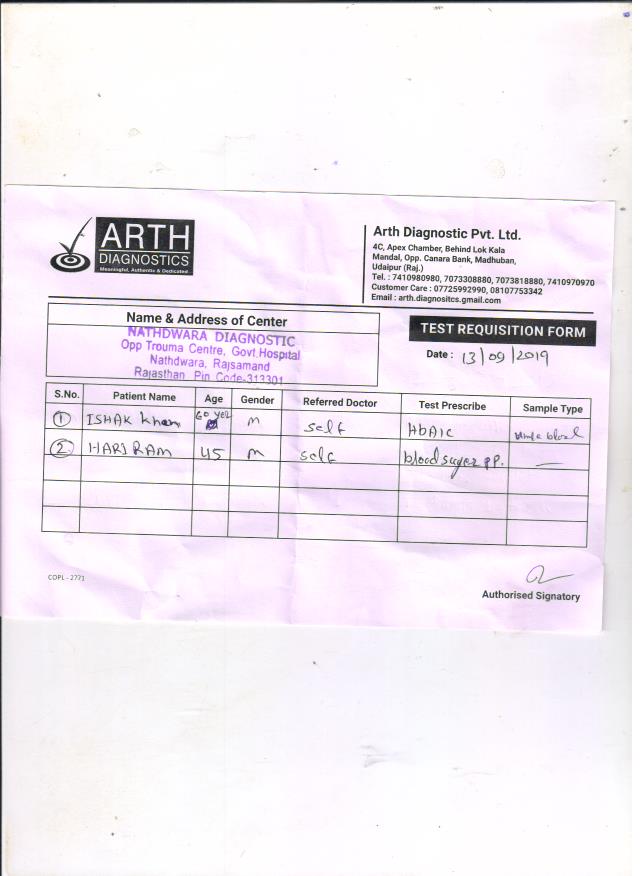 ARTH
DIAGNOSTICS
Meaningful, Authentic & Dedicated
Arth Diagnostic Pvt. Ltd.
4C, Apex Chamber, Behind Lok Kala
Mandal, Opp. Canara Bank, Madhuban,
Udaipur (Raj.)
Tel. : 7410980980, 7073308880, 7073818880, 7410970970
Customer Care : 07725992990, 08107753342
Email : arth.diagnositcs.gmail.com
Name & Address of Center
NATHDWARA DIAGNOSTIC
Opp Trouma Centre, Govt.Hospital
Nathdwara, Rajsamand
Rajasthan Pin Code-313301
TEST REQUISITION FORM
Date : 13/09/2019
S.No. Patient Name Age Gender Referred Doctor Test Prescribe Sample Type
1 ISHAK Khan 60 M self HbA1c blood
2 HARI RAM 45 M self blood sugar PP. —
COPL - 2771
Authorised Signatory